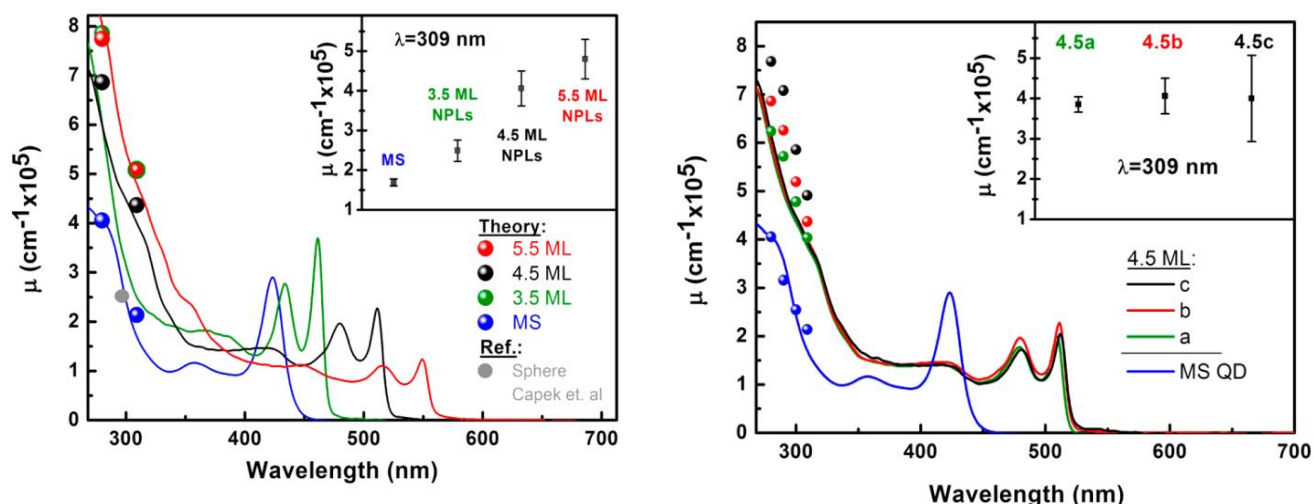 8
7
6
5
4
3
2
1
0
μ (cm-1x105)
300
400
500
600
700
Wavelength (nm)
λ=309 nm
5
4
3
2
1
μ (cm-1x105)
MS
3.5 ML
NPLs
4.5 ML
NPLs
5.5 ML
NPLs
Theory:
5.5 ML
4.5 ML
3.5 ML
MS
Ref.:
Sphere
Capek et. al
8
7
6
5
4
3
2
1
0
μ (cm-1x105)
300
400
500
600
700
Wavelength (nm)
4.5a 4.5b 4.5c
5
4
3
2
1
μ (cm-1x105)
λ=309 nm
4.5 ML:
c
b
a
MS QD